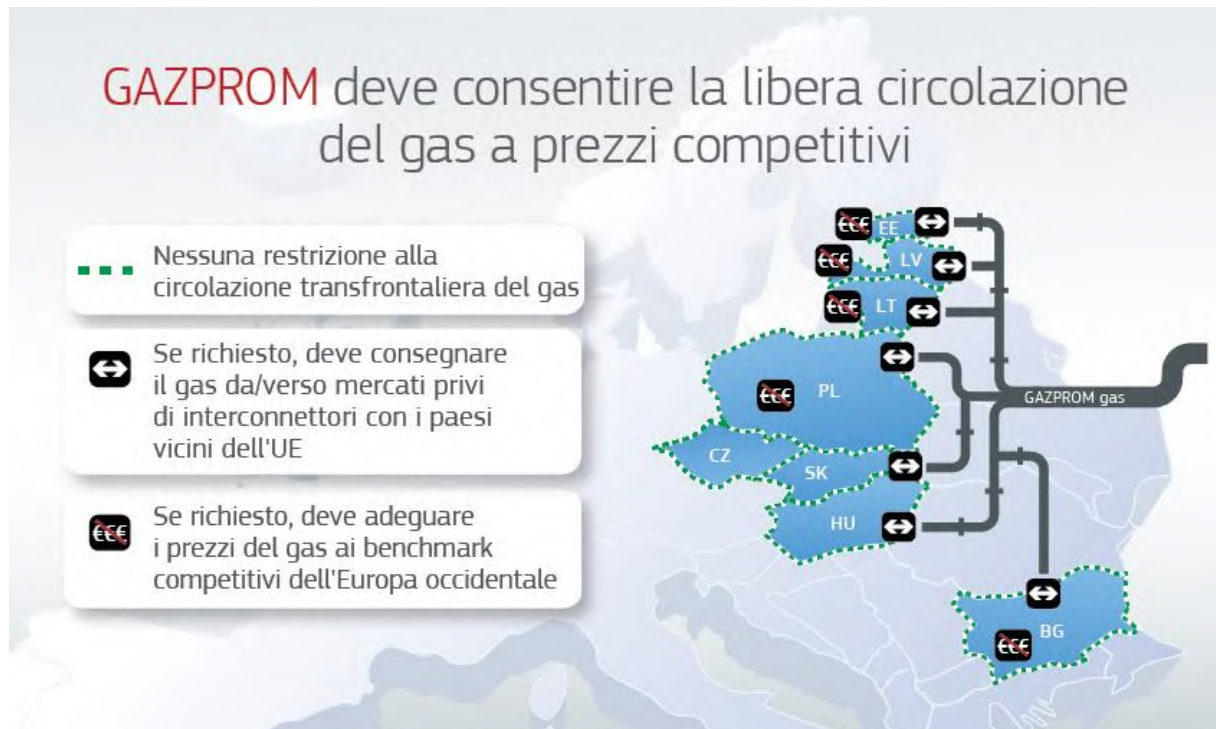 GAZPROM deve consentire la libera circolazione
del gas a prezzi competitivi
Nessuna restrizione alla
circolazione transfrontaliera del gas
Se richiesto, deve consegnare
il gas da/verso mercati privi
di interconnettori con i paesi
vicini dell'UE
€€€
Se richiesto, deve adeguare
i prezzi del gas ai benchmark
competitivi dell'Europa occidentale
€€€
EE
€€€
LV
€€€
LT
€€€
PL
GAZPROM gas
CZ
SK
HU
€€€
BG